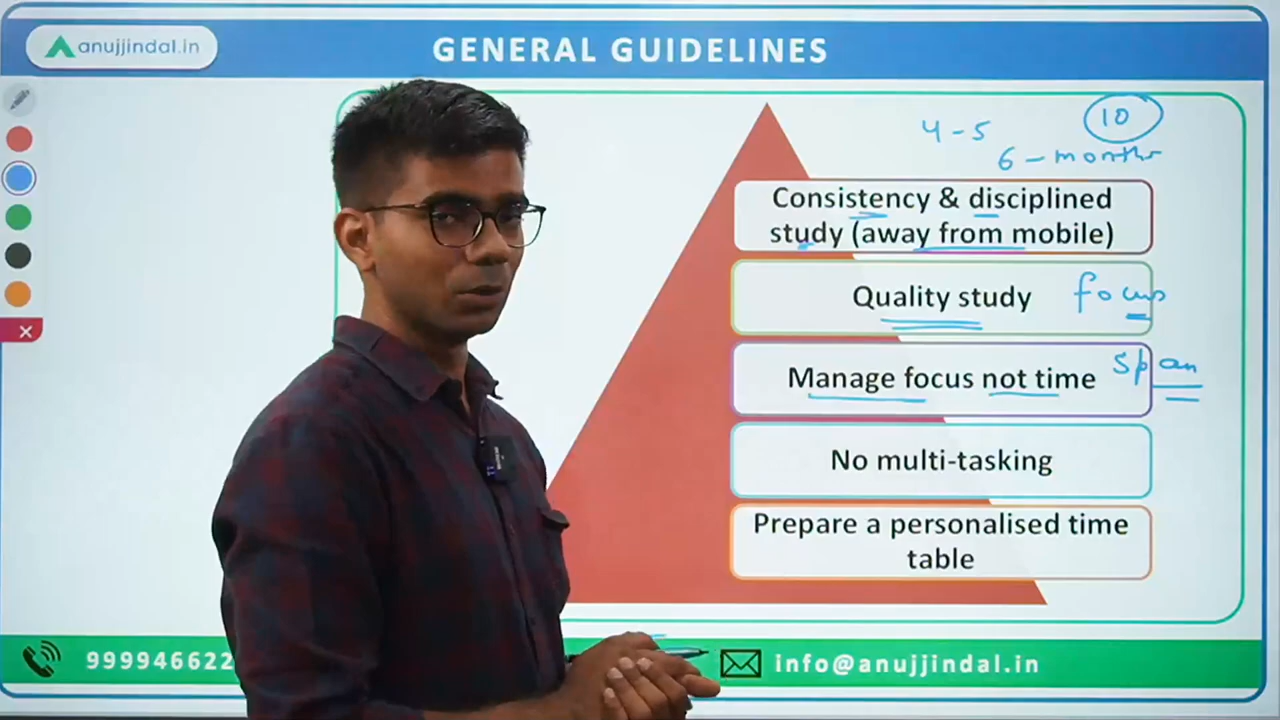 anujjindal.in
GENERAL GUIDELINES
4-5
10
6-months
Consistency & disciplined
study (away from mobile)
Quality study
focus
Manage focus not time
span
No multi-tasking
Prepare a personalised time
table
999946622
info@anujjindal.in